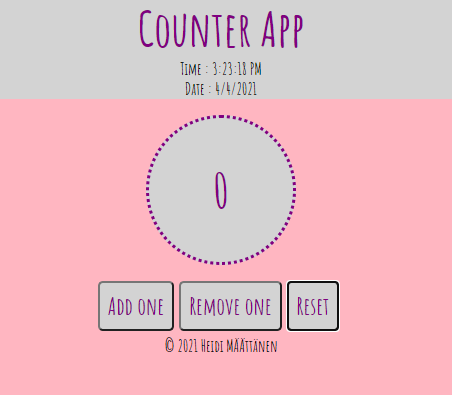 Counter App
Time : 3:23:18 PM
Date : 4/4/2021
0
Add one Remove one Reset
© 2021 Heidi MÄÄttänen